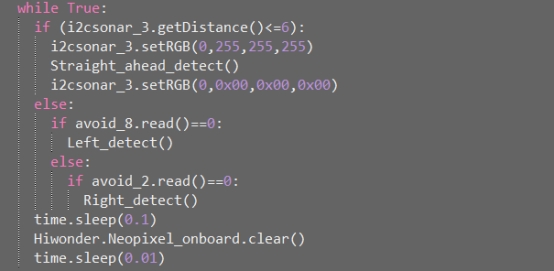 while True:
if (i2csonar_3.getDistance()<=6):
i2csonar_3.setRGB(0,255,255,255)
Straight_ahead_detect()
i2csonar_3.setRGB(0,0x00,0x00,0x00)
else:
if avoid_8.read()==0:
Left_detect()
else:
if avoid_2.read()==0:
Right_detect()
time.sleep(0.1)
Hiwonder.Neopixel_onboard.clear()
time.sleep(0.01)